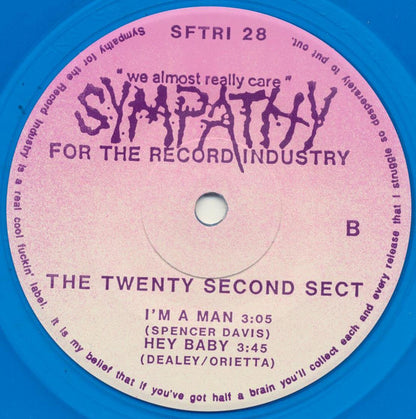 SFTRI 28
"we almost really care"
SYMPATHY
FOR THE RECORD INDUSTRY
B
THE TWENTY SECOND SECT
I'M A MAN 3:05
(SPENCER DAVIS)
HEY BABY 3:45
(DEALEY/ORIETTA)
Sympathy for the Record Industry is a real cool fuckin' label. It is my belief that if you've got half a brain you'll collect each and every release that I struggle so desperately to put out.